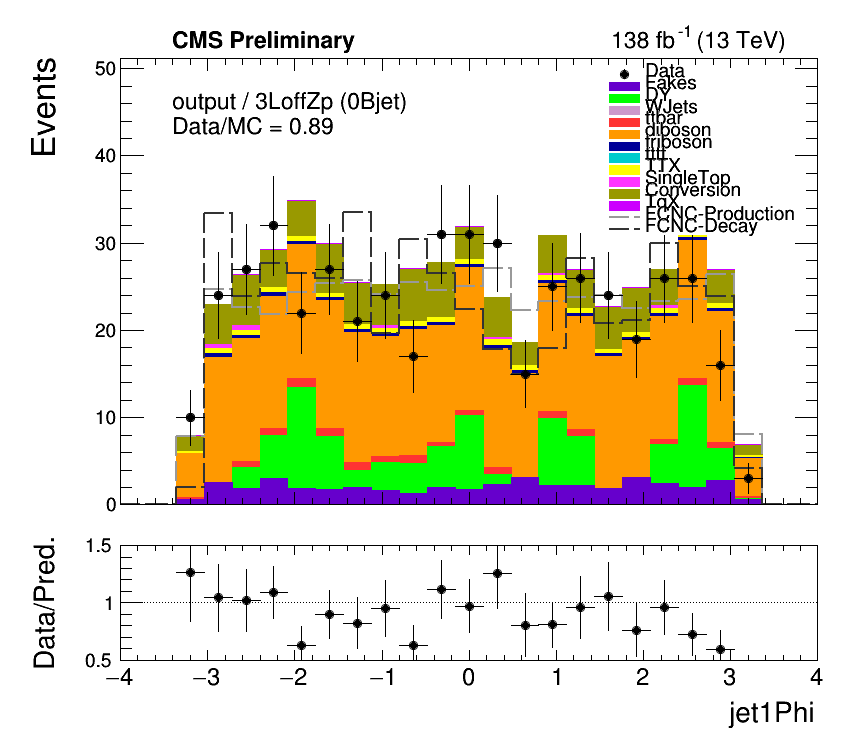 CMS Preliminary
138 fb-1 (13 TeV)
Events
50
40
30
20
10
0
output / 3LoffZp (0Bjet)
Data/MC = 0.89
Data
Fakes
DY
WJets
ttbar
diboson
triboson
tttt
TTX
SingleTop
Conversion
TqX
FCNC-Production
FCNC-Decay
Data/Pred.
1.5
1
0.5
−4 −3 −2 −1 0 1 2 3 4
jet1Phi